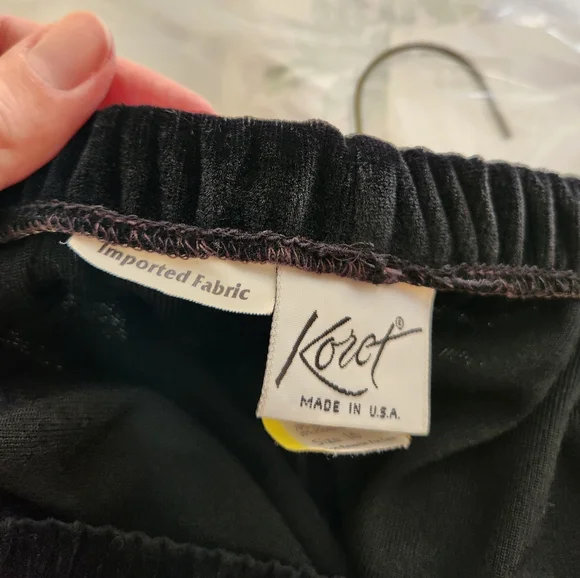 Imported Fabric
Koret®
MADE IN U.S.A.